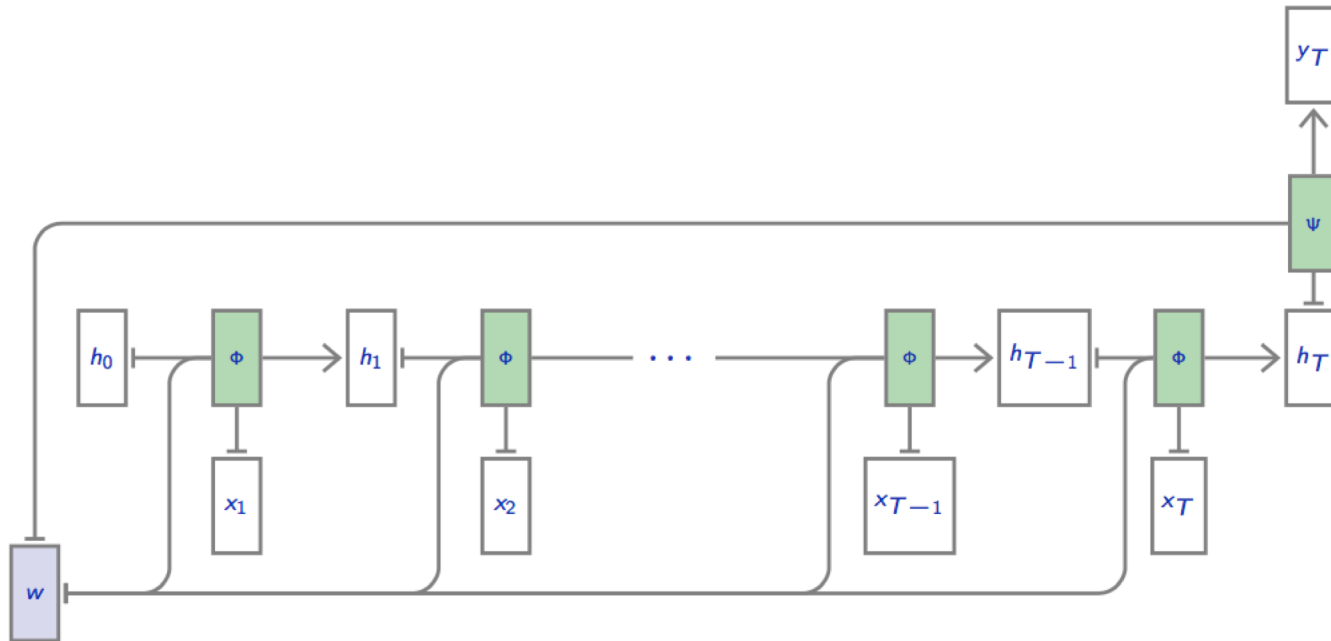 y_T
Ψ
h_0 Φ h_1 Φ ... Φ h_{T−1} Φ h_T
x_1 x_2 x_{T−1} x_T
w